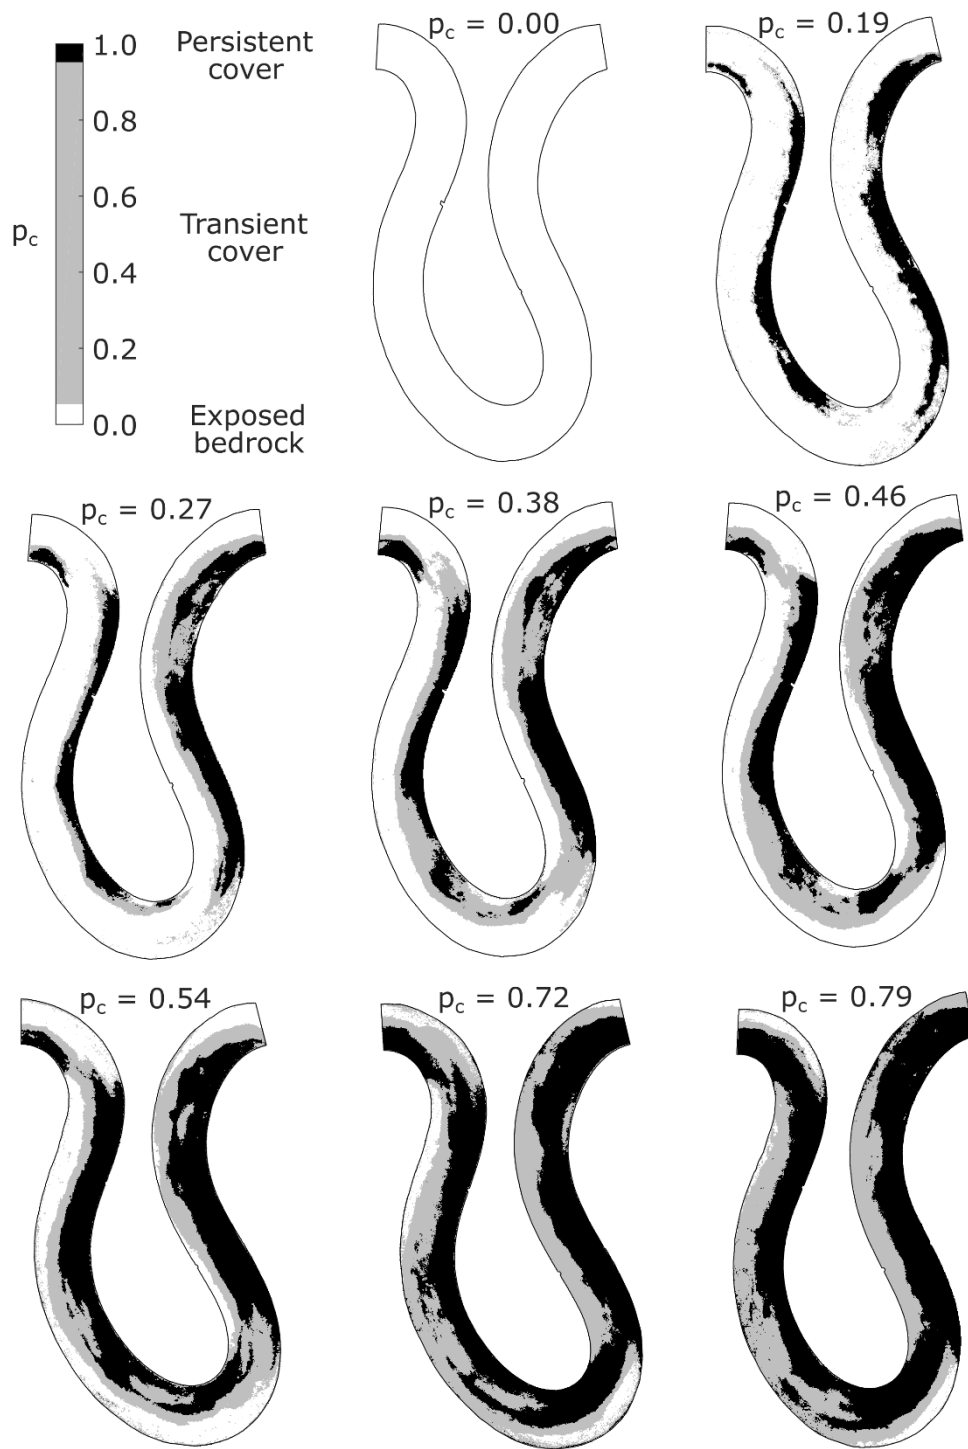 p_c = 0.00
p_c = 0.19
1.0
Persistent
cover
0.8
0.6
Transient
cover
p_c
0.4
0.2
Exposed
0.0
bedrock
p_c = 0.27
p_c = 0.38
p_c = 0.46
p_c = 0.54
p_c = 0.72
p_c = 0.79